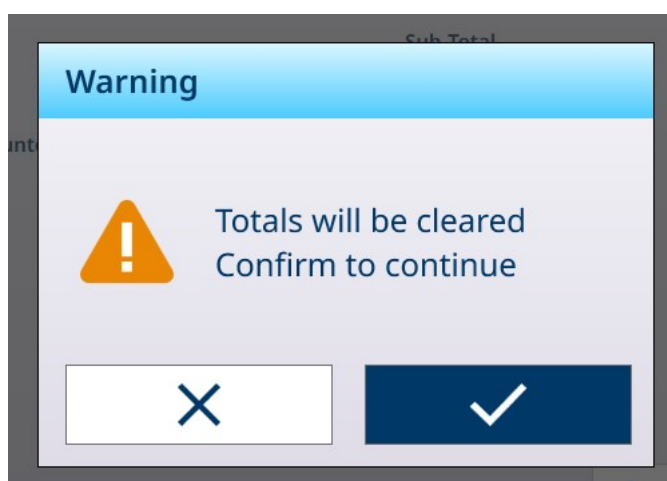 Sub Total
Warning
Totals will be cleared
Confirm to continue